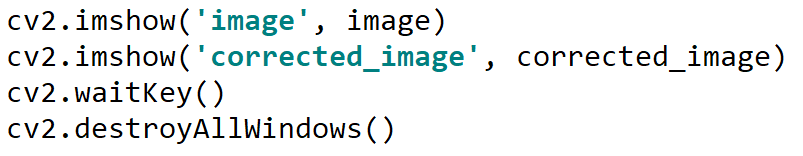 cv2.imshow('image', image)
cv2.imshow('corrected_image', corrected_image)
cv2.waitKey()
cv2.destroyAllWindows()